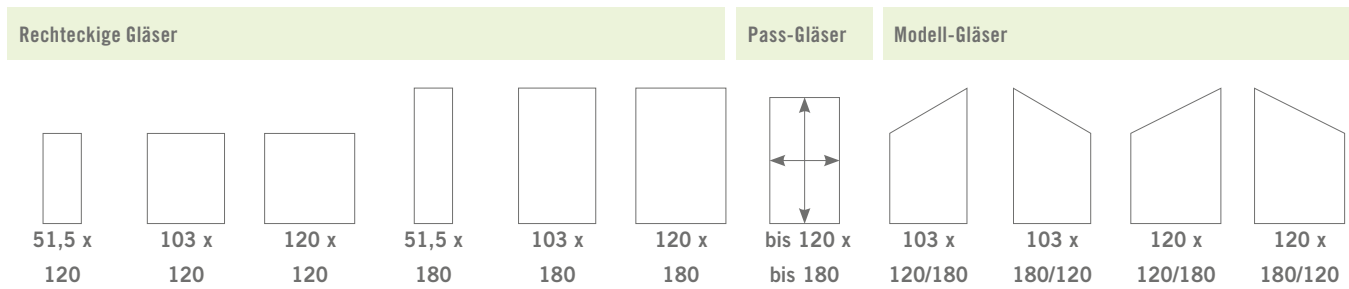 Rechteckige Gläser
Pass-Gläser
Modell-Gläser
51,5 x
120
103 x
120
120 x
120
51,5 x
180
103 x
180
120 x
180
bis 120 x
bis 180
103 x
120/180
103 x
180/120
120 x
120/180
120 x
180/120